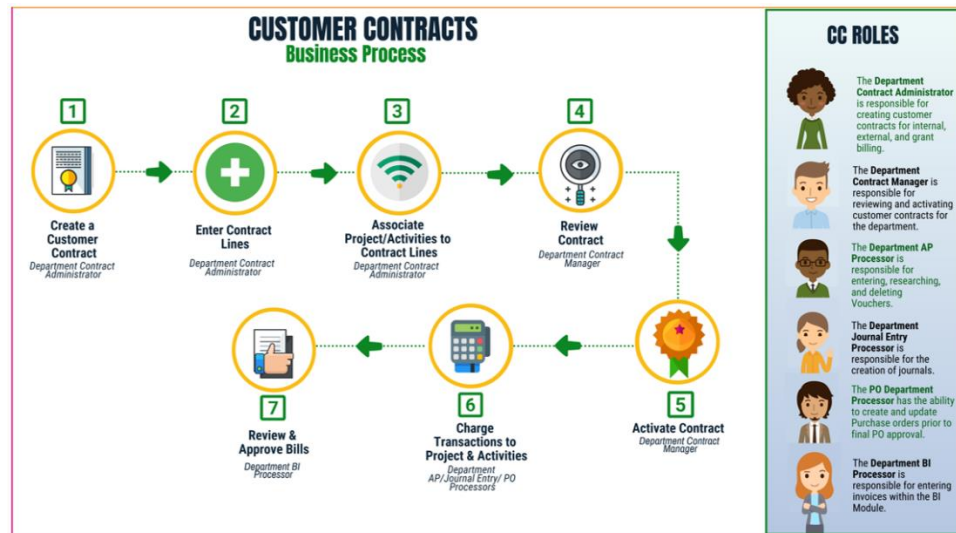 CUSTOMER CONTRACTS
Business Process
1
Create a
Customer
Contract
Department Contract
Administrator
2
Enter Contract
Lines
Department Contract
Administrator
3
Associate
Project/Activities to
Contract Lines
Department Contract
Administrator
4
Review
Contract
Department Contract
Manager
5
Activate Contract
Department Contract
Manager
6
Charge
Transactions to
Project & Activities
Department
AP/Journal Entry/ PO
Processors
7
Review &
Approve Bills
Department BI
Processor
CC ROLES
The Department
Contract Administrator
is responsible for
creating customer
contracts for internal,
external, and grant
billing.
The Department
Contract Manager is
responsible for
reviewing and activating
customer contracts for
the department.
The Department AP
Processor is
responsible for
entering, researching,
and deleting
Vouchers.
The Department
Journal Entry
Processor is
responsible for the
creation of journals.
The PO Department
Processor has the ability
to create and update
Purchase orders prior to
final PO approval.
The Department BI
Processor is
responsible for entering
invoices within the BI
Module.